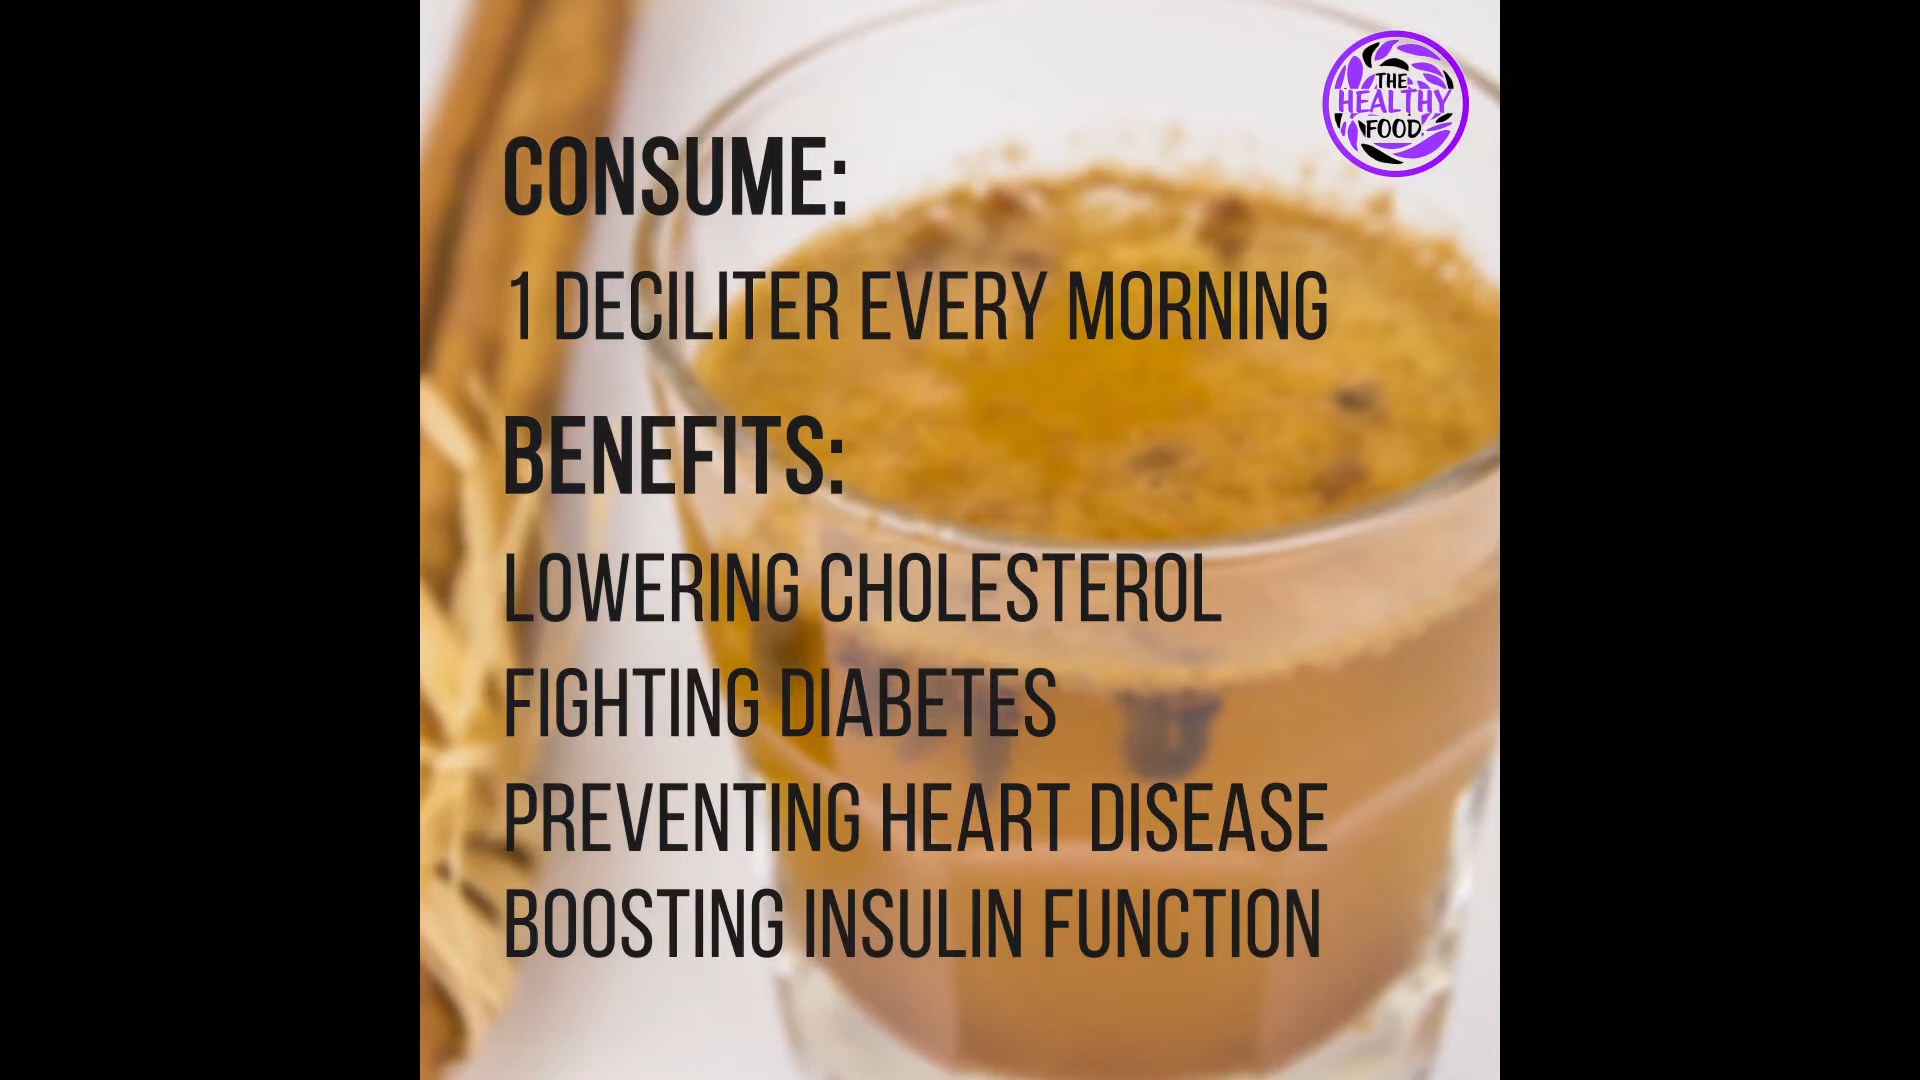 THE
HEALTHY
FOOD
CONSUME:
1 DECILITER EVERY MORNING
BENEFITS:
LOWERING CHOLESTEROL
FIGHTING DIABETES
PREVENTING HEART DISEASE
BOOSTING INSULIN FUNCTION